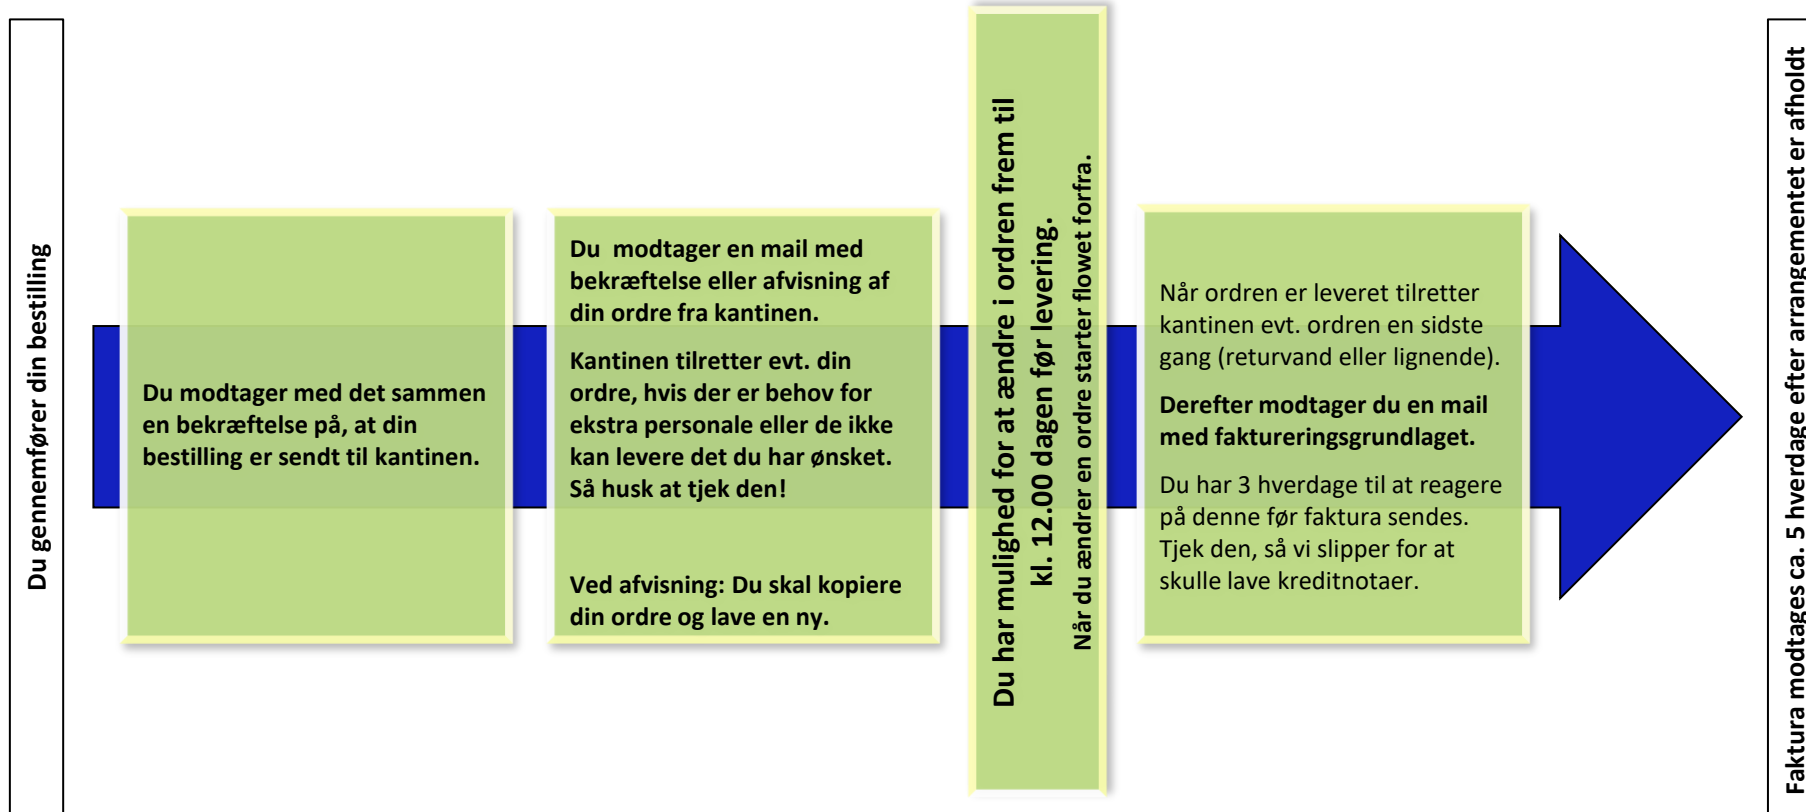 Du gennemfører din bestilling
Du modtager med det sammen
en bekræftelse på, at din
bestilling er sendt til kantinen.
Du  modtager en mail med
bekræftelse eller afvisning af
din ordre fra kantinen.
Kantinen tilretter evt. din
ordre, hvis der er behov for
ekstra personale eller de ikke
kan levere det du har ønsket.
Så husk at tjek den!
Ved afvisning: Du skal kopiere
din ordre og lave en ny.
Du har mulighed for at ændre i ordren frem til
kl. 12.00 dagen før levering.
Når du ændrer en ordre starter flowet forfra.
Når ordren er leveret tilretter
kantinen evt. ordren en sidste
gang (returvand eller lignende).
Derefter modtager du en mail
med faktureringsgrundlaget.
Du har 3 hverdage til at reagere
på denne før faktura sendes.
Tjek den, så vi slipper for at
skulle lave kreditnotaer.
Faktura modtages ca. 5 hverdage efter arrangementet er afholdt